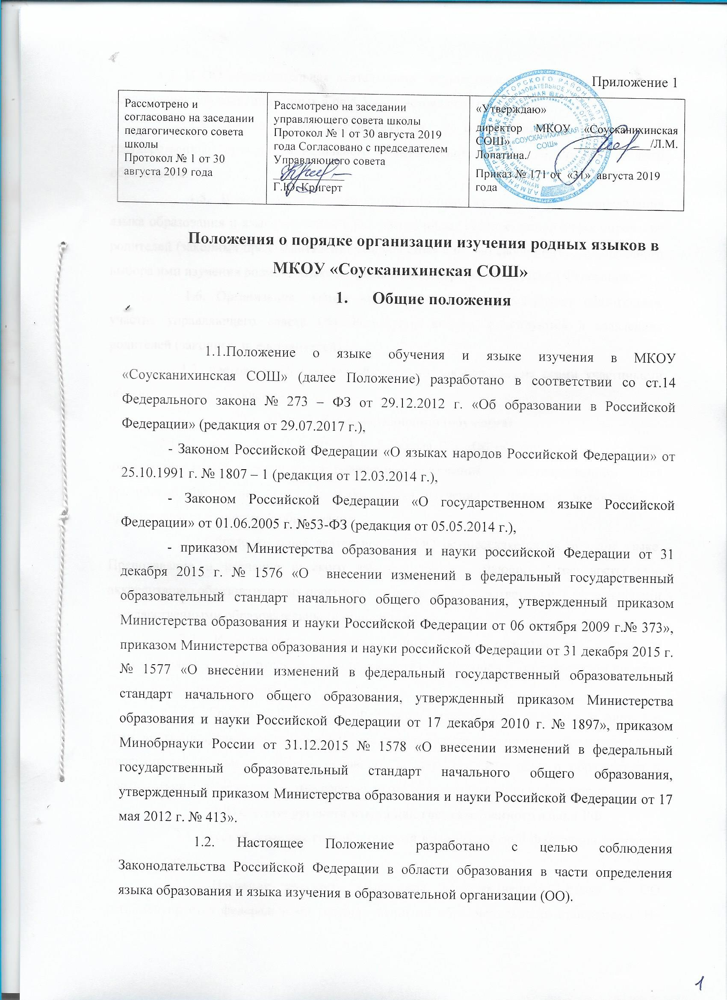 Приложение 1
Рассмотрено и
согласовано на заседании
педагогического совета
школы
Протокол № 1 от 30
августа 2019 года
Рассмотрено на заседании
управляющего совета школы
Протокол № 1 от 30 августа 2019
года Согласовано с председателем
Управляющего совета
Г.Ю. Кригерт
«Утверждаю»
директор МКОУ «Соусканихинская
СОШ» ____________/Л.М.
Лопатина./
Приказ № 171 от «31» августа 2019
года
«СОУСКАНИХИНСКАЯ
СОШ»
Положения о порядке организации изучения родных языков в
МКОУ «Соусканихинская СОШ»
1. Общие положения
1.1.Положение о языке обучения и языке изучения в МКОУ
«Соусканихинская СОШ» (далее Положение) разработано в соответствии со ст.14
Федерального закона № 273 – ФЗ от 29.12.2012 г. «Об образовании в Российской
Федерации» (редакция от 29.07.2017 г.),
- Законом Российской Федерации «О языках народов Российской Федерации» от
25.10.1991 г. № 1807 – 1 (редакция от 12.03.2014 г.),
- Законом Российской Федерации «О государственном языке Российской
Федерации» от 01.06.2005 г. №53-ФЗ (редакция от 05.05.2014 г.),
- приказом Министерства образования и науки российской Федерации от 31
декабря 2015 г. № 1576 «О внесении изменений в федеральный государственный
образовательный стандарт начального общего образования, утвержденный приказом
Министерства образования и науки Российской Федерации от 06 октября 2009 г.№ 373»,
приказом Министерства образования и науки российской Федерации от 31 декабря 2015 г.
№ 1577 «О внесении изменений в федеральный государственный образовательный
стандарт начального общего образования, утвержденный приказом Министерства
образования и науки Российской Федерации от 17 декабря 2010 г. № 1897», приказом
Минобрнауки России от 31.12.2015 № 1578 «О внесении изменений в федеральный
государственный образовательный стандарт начального общего образования,
утвержденный приказом Министерства образования и науки Российской Федерации от 17
мая 2012 г. № 413».
1.2. Настоящее Положение разработано с целью соблюдения
Законодательства Российской Федерации в области образования в части определения
языка образования и языка изучения в образовательной организации (ОО).
1